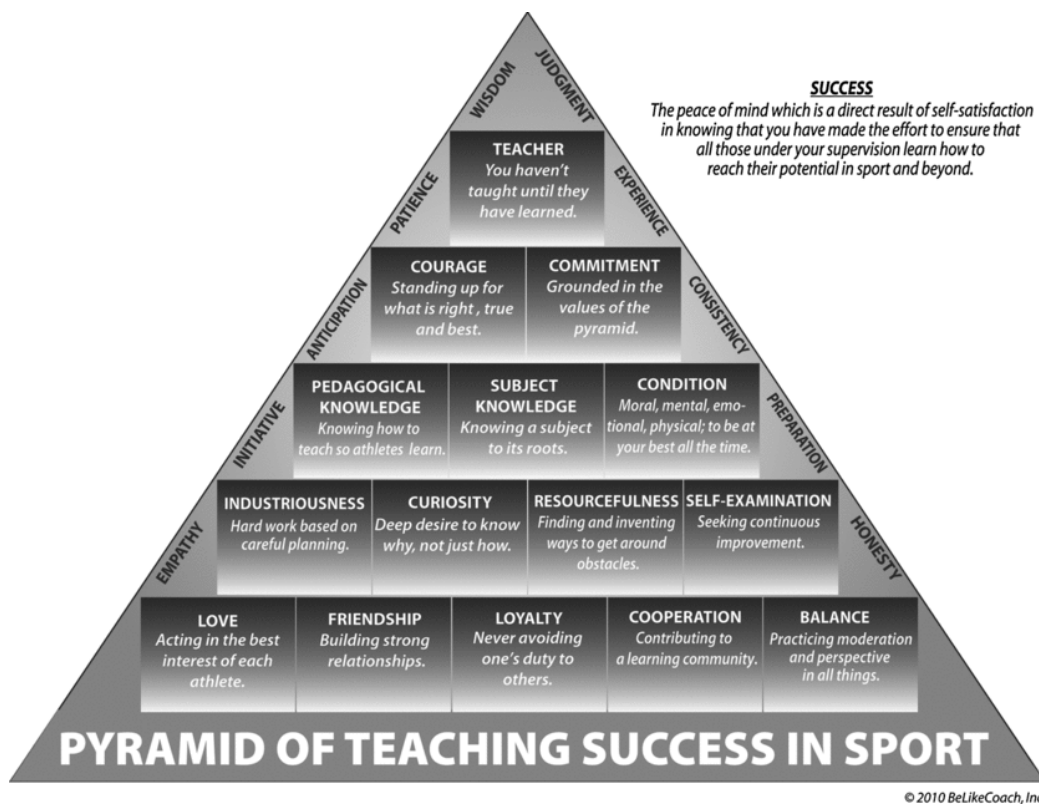 WISDOM
JUDGMENT
SUCCESS
The peace of mind which is a direct result of self-satisfaction
in knowing that you have made the effort to ensure that
all those under your supervision learn how to
reach their potential in sport and beyond.
TEACHER
You haven't
taught until they
have learned.
PATIENCE
EXPERIENCE
COURAGE
Standing up for
what is right , true
and best.
COMMITMENT
Grounded in the
values of the
pyramid.
ANTICIPATION
CONSISTENCY
PEDAGOGICAL
KNOWLEDGE
Knowing how to
teach so athletes learn.
SUBJECT
KNOWLEDGE
Knowing a subject
to its roots.
CONDITION
Moral, mental, emo-
tional, physical; to be at
your best all the time.
INITIATIVE
PREPARATION
INDUSTRIOUSNESS
Hard work based on
careful planning.
CURIOSITY
Deep desire to know
why, not just how.
RESOURCEFULNESS
Finding and inventing
ways to get around
obstacles.
SELF-EXAMINATION
Seeking continuous
improvement.
EMPATHY
HONESTY
LOVE
Acting in the best
interest of each
athlete.
FRIENDSHIP
Building strong
relationships.
LOYALTY
Never avoiding
one's duty to
others.
COOPERATION
Contributing to
a learning community.
BALANCE
Practicing moderation
and perspective
in all things.
PYRAMID OF TEACHING SUCCESS IN SPORT
© 2010 BeLikeCoach, Inc